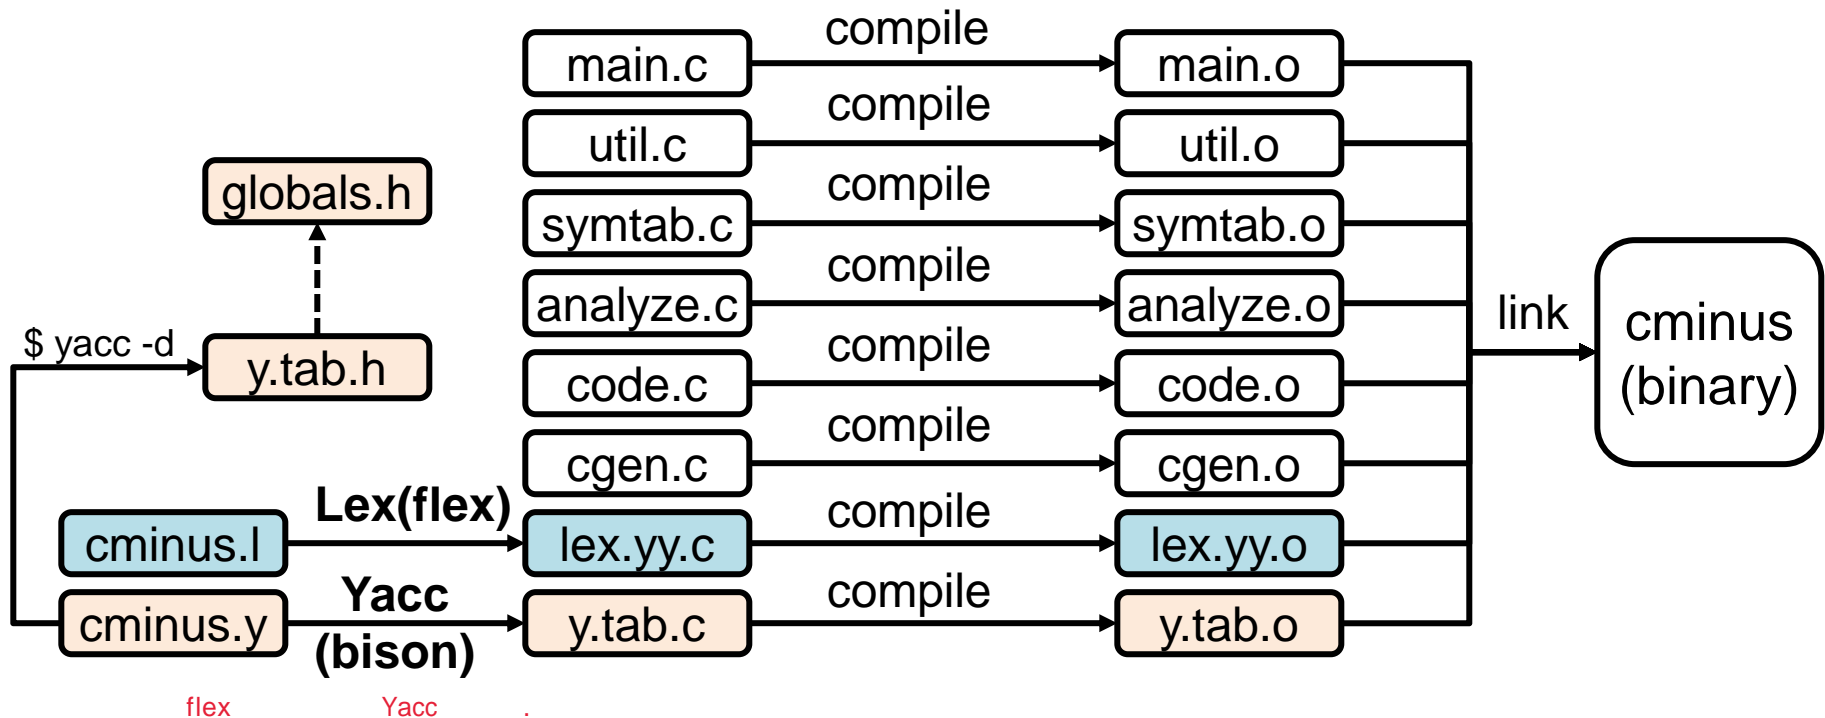 main.c
compile
main.o
util.c
compile
util.o
globals.h
symtab.c
compile
symtab.o
analyze.c
compile
analyze.o
$ yacc -d
y.tab.h
code.c
compile
code.o
link
cminus
(binary)
cgen.c
compile
cgen.o
cminus.l
Lex(flex)
lex.yy.c
compile
lex.yy.o
cminus.y
Yacc
(bison)
y.tab.c
compile
y.tab.o
flex Yacc .